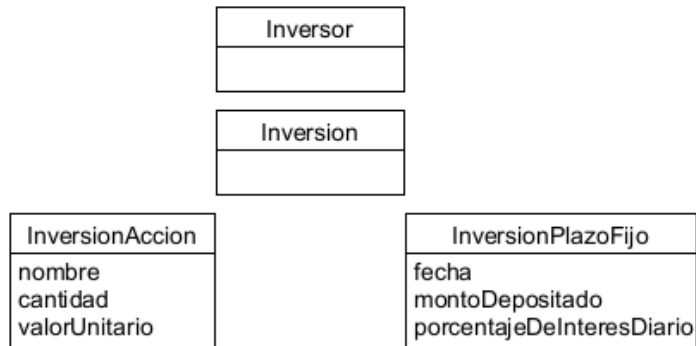 Inversor
Inversion
InversionAccion
nombre
cantidad
valorUnitario
InversionPlazoFijo
fecha
montoDepositado
porcentajeDeInteresDiario